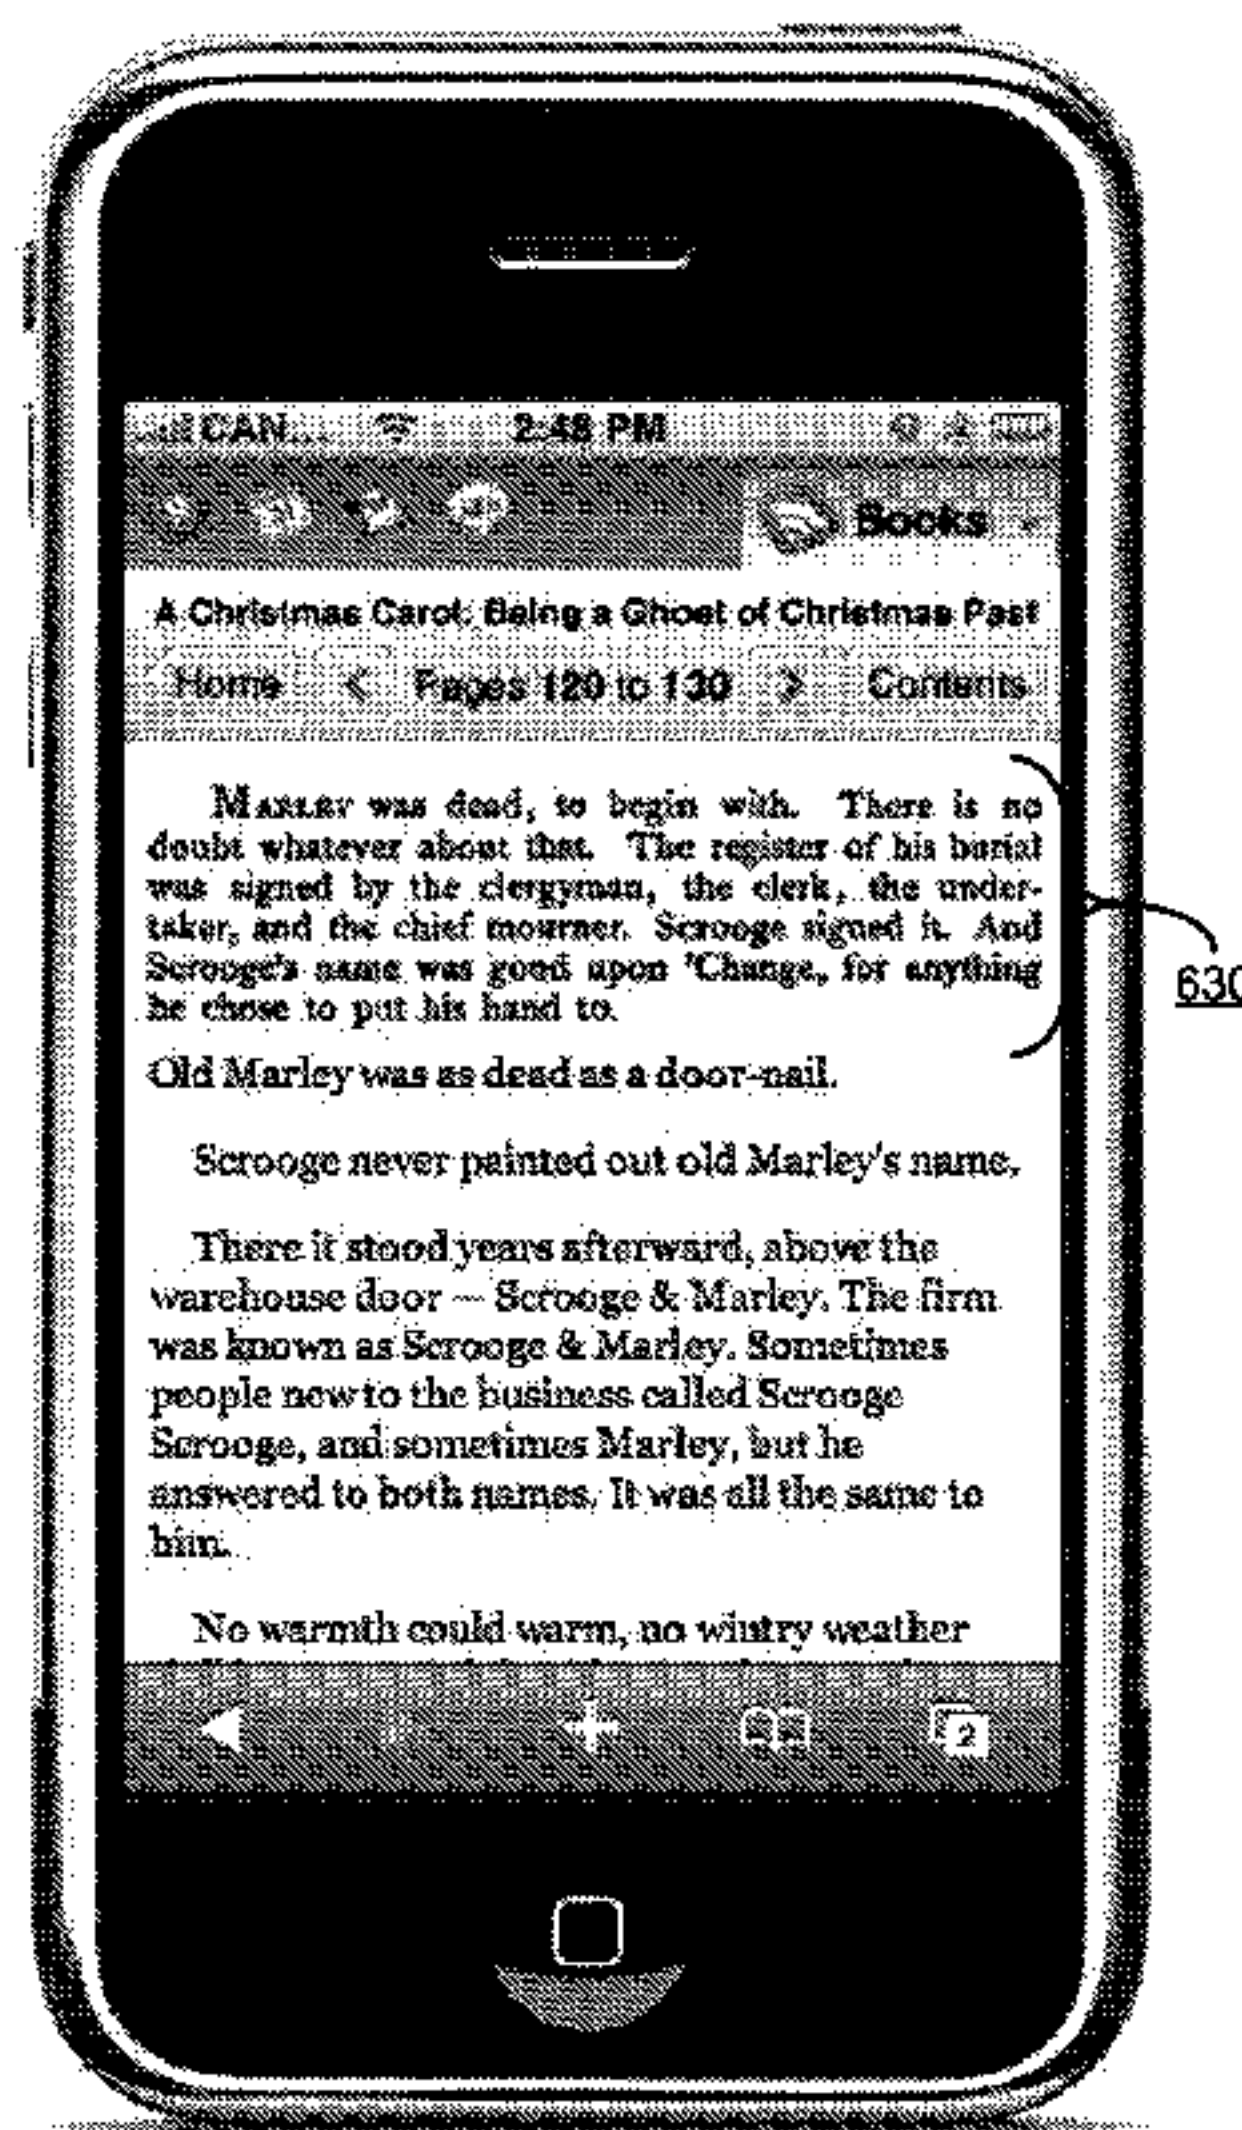 CAN...
2:48 PM
Books
A Christmas Carol: Being a Ghost of Christmas Past
Home < Pages 120 to 130 > Contents
MARLEY was dead, to begin with. There is no
doubt whatever about that. The register of his burial
was signed by the clergyman, the clerk, the under-
taker, and the chief mourner. Scrooge signed it. And
Scrooge's name was good upon 'Change, for anything
he chose to put his hand to.
630
Old Marley was as dead as a door-nail.
Scrooge never painted out old Marley's name.
There it stood years afterward, above the
warehouse door — Scrooge & Marley. The firm
was known as Scrooge & Marley. Sometimes
people new to the business called Scrooge
Scrooge, and sometimes Marley, but he
answered to both names. It was all the same to
him.
No warmth could warm, no wintry weather
2